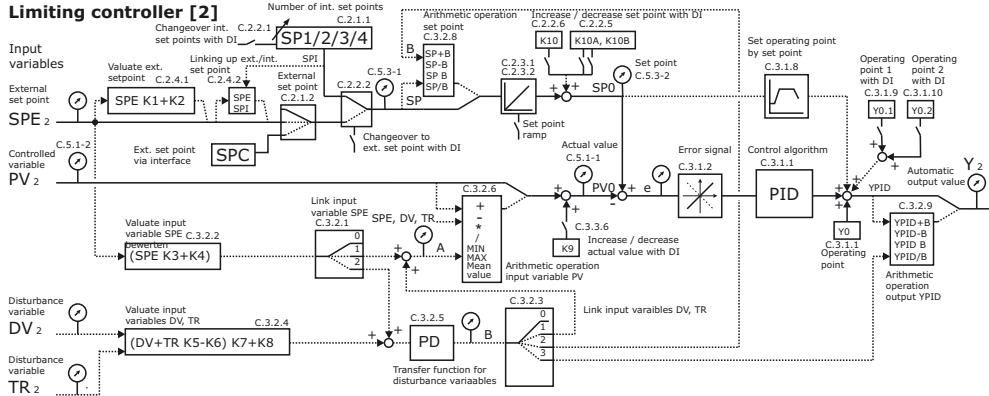 Limiting controller [2]
Number of int. set points
C.2.2.1
C.2.1.1
Changeover int.
set points with DI
SP1/2/3/4
Arithmetic operation
set point
C.3.2.8
B
SP+B
SP-B
SP B
SP/B
Increase / decrease set point with DI
C.2.2.6
C.2.2.5
K10
K10A, K10B
Input
variables
Valuate ext.
setpoint
C.2.4.1
SPE K1+K2
Linking up ext./int.
set point
C.2.4.2
SPI
SPE
SPI
External
set point
C.2.1.2
C.2.2.2
C.5.3-1
SP
C.2.3.1
C.2.3.2
Set point
C.5.3-2
SP0
Set operating point
by set point
C.3.1.8
Operating
point 1
with DI
C.3.1.9
Operating
point 2
with DI
C.3.1.10
Y0.1
Y0.2
External
set point
SPE 2
Ext. set point
via interface
SPC
Changeover to
ext. set point with DI
Set point
ramp
+
+
+
+
Controlled
variable
C.5.1-2
PV 2
C.3.2.6
+
-
*
/
MIN
MAX
Mean
value
Actual value
C.5.1-1
+
+
PV0
+
-
e
Error signal
C.3.1.2
Control algorithm
C.3.1.1
PID
+
+
+
YPID
Automatic
output value
Y 2
Y0
C.3.1.1
Operating
point
C.3.2.9
YPID+B
YPID-B
YPID B
YPID/B
Arithmetic
operation
output YPID
K9
C.3.3.6
Increase / decrease
actual value with DI
Arithmetic operation
input variable PV
Valuate input
variable SPE
bewerten
C.3.2.2
(SPE K3+K4)
Link input
variable SPE
C.3.2.1
0
1
2
SPE, DV, TR
+
+
A
Disturbance
variable
DV 2
Disturbance
variable
TR 2
Valuate input
variables DV, TR
C.3.2.4
(DV+TR K5-K6) K7+K8
+
+
C.3.2.5
PD
B
Transfer function for
disturbance variaables
C.3.2.3
0
1
2
3
Link input varaibles DV, TR